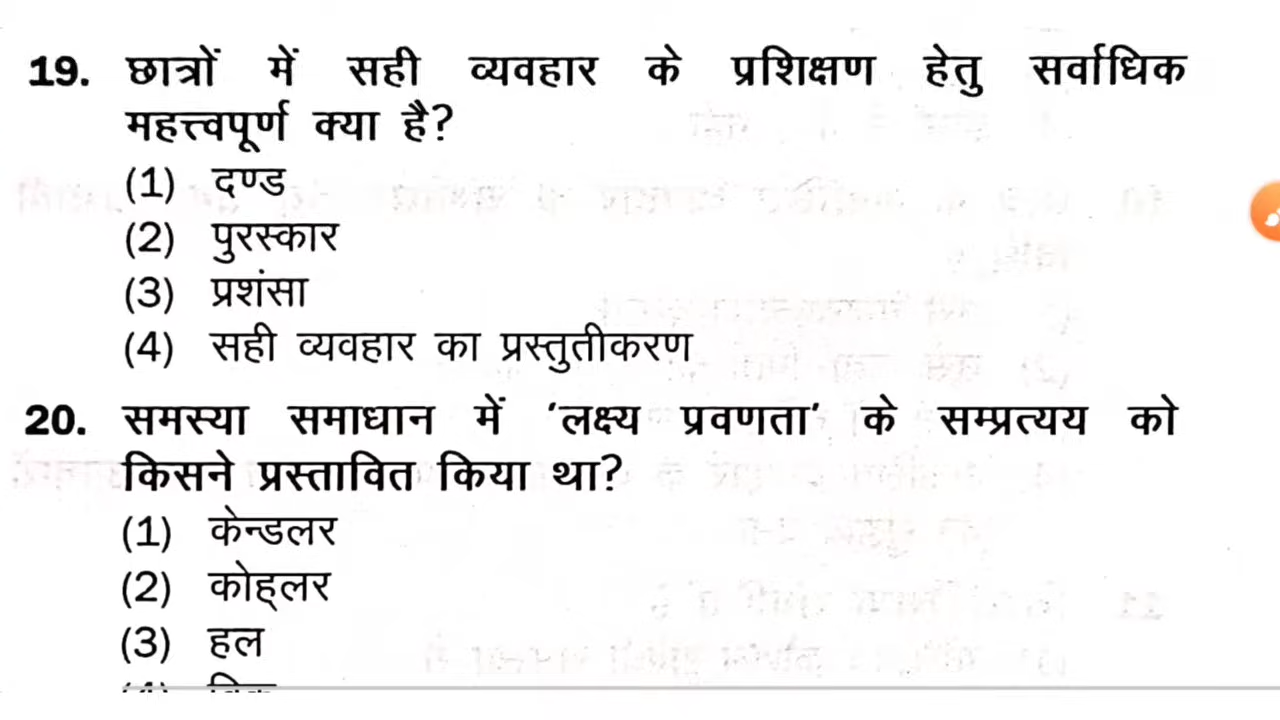 19. छात्रों में सही व्यवहार के प्रशिक्षण हेतु सर्वाधिक
महत्त्वपूर्ण क्या है?
(1) दण्ड
(2) पुरस्कार
(3) प्रशंसा
(4) सही व्यवहार का प्रस्तुतीकरण
20. समस्या समाधान में 'लक्ष्य प्रवणता' के सम्प्रत्यय को
किसने प्रस्तावित किया था?
(1) केन्डलर
(2) कोह्लर
(3) हल